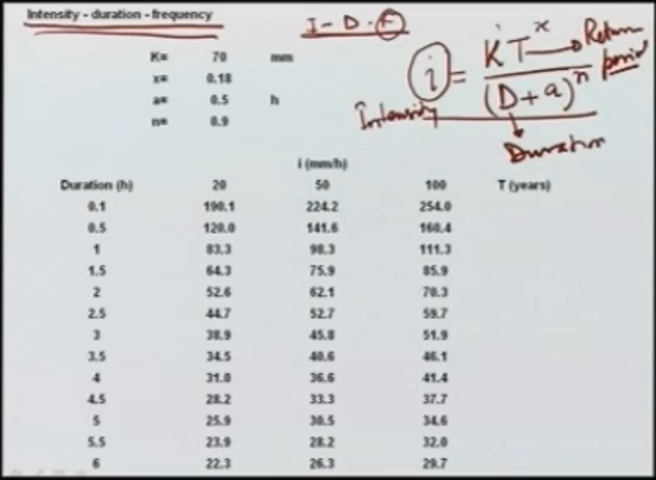 Intensity - duration - frequency
I - D - F
K= 70 mm
x= 0.18
a= 0.5 h
n= 0.9
i = K T^x / (D + a)^n
Return period
Intensity
Duration
i (mm/h)
Duration (h) 20 50 100 T (years)
0.1 190.1 224.2 254.0
0.5 120.0 141.6 160.4
1 83.3 98.3 111.3
1.5 64.3 75.9 85.9
2 52.6 62.1 70.3
2.5 44.7 52.7 59.7
3 38.9 45.8 51.9
3.5 34.5 40.6 46.1
4 31.0 36.6 41.4
4.5 28.2 33.3 37.7
5 25.9 30.5 34.6
5.5 23.9 28.2 32.0
6 22.3 26.3 29.7